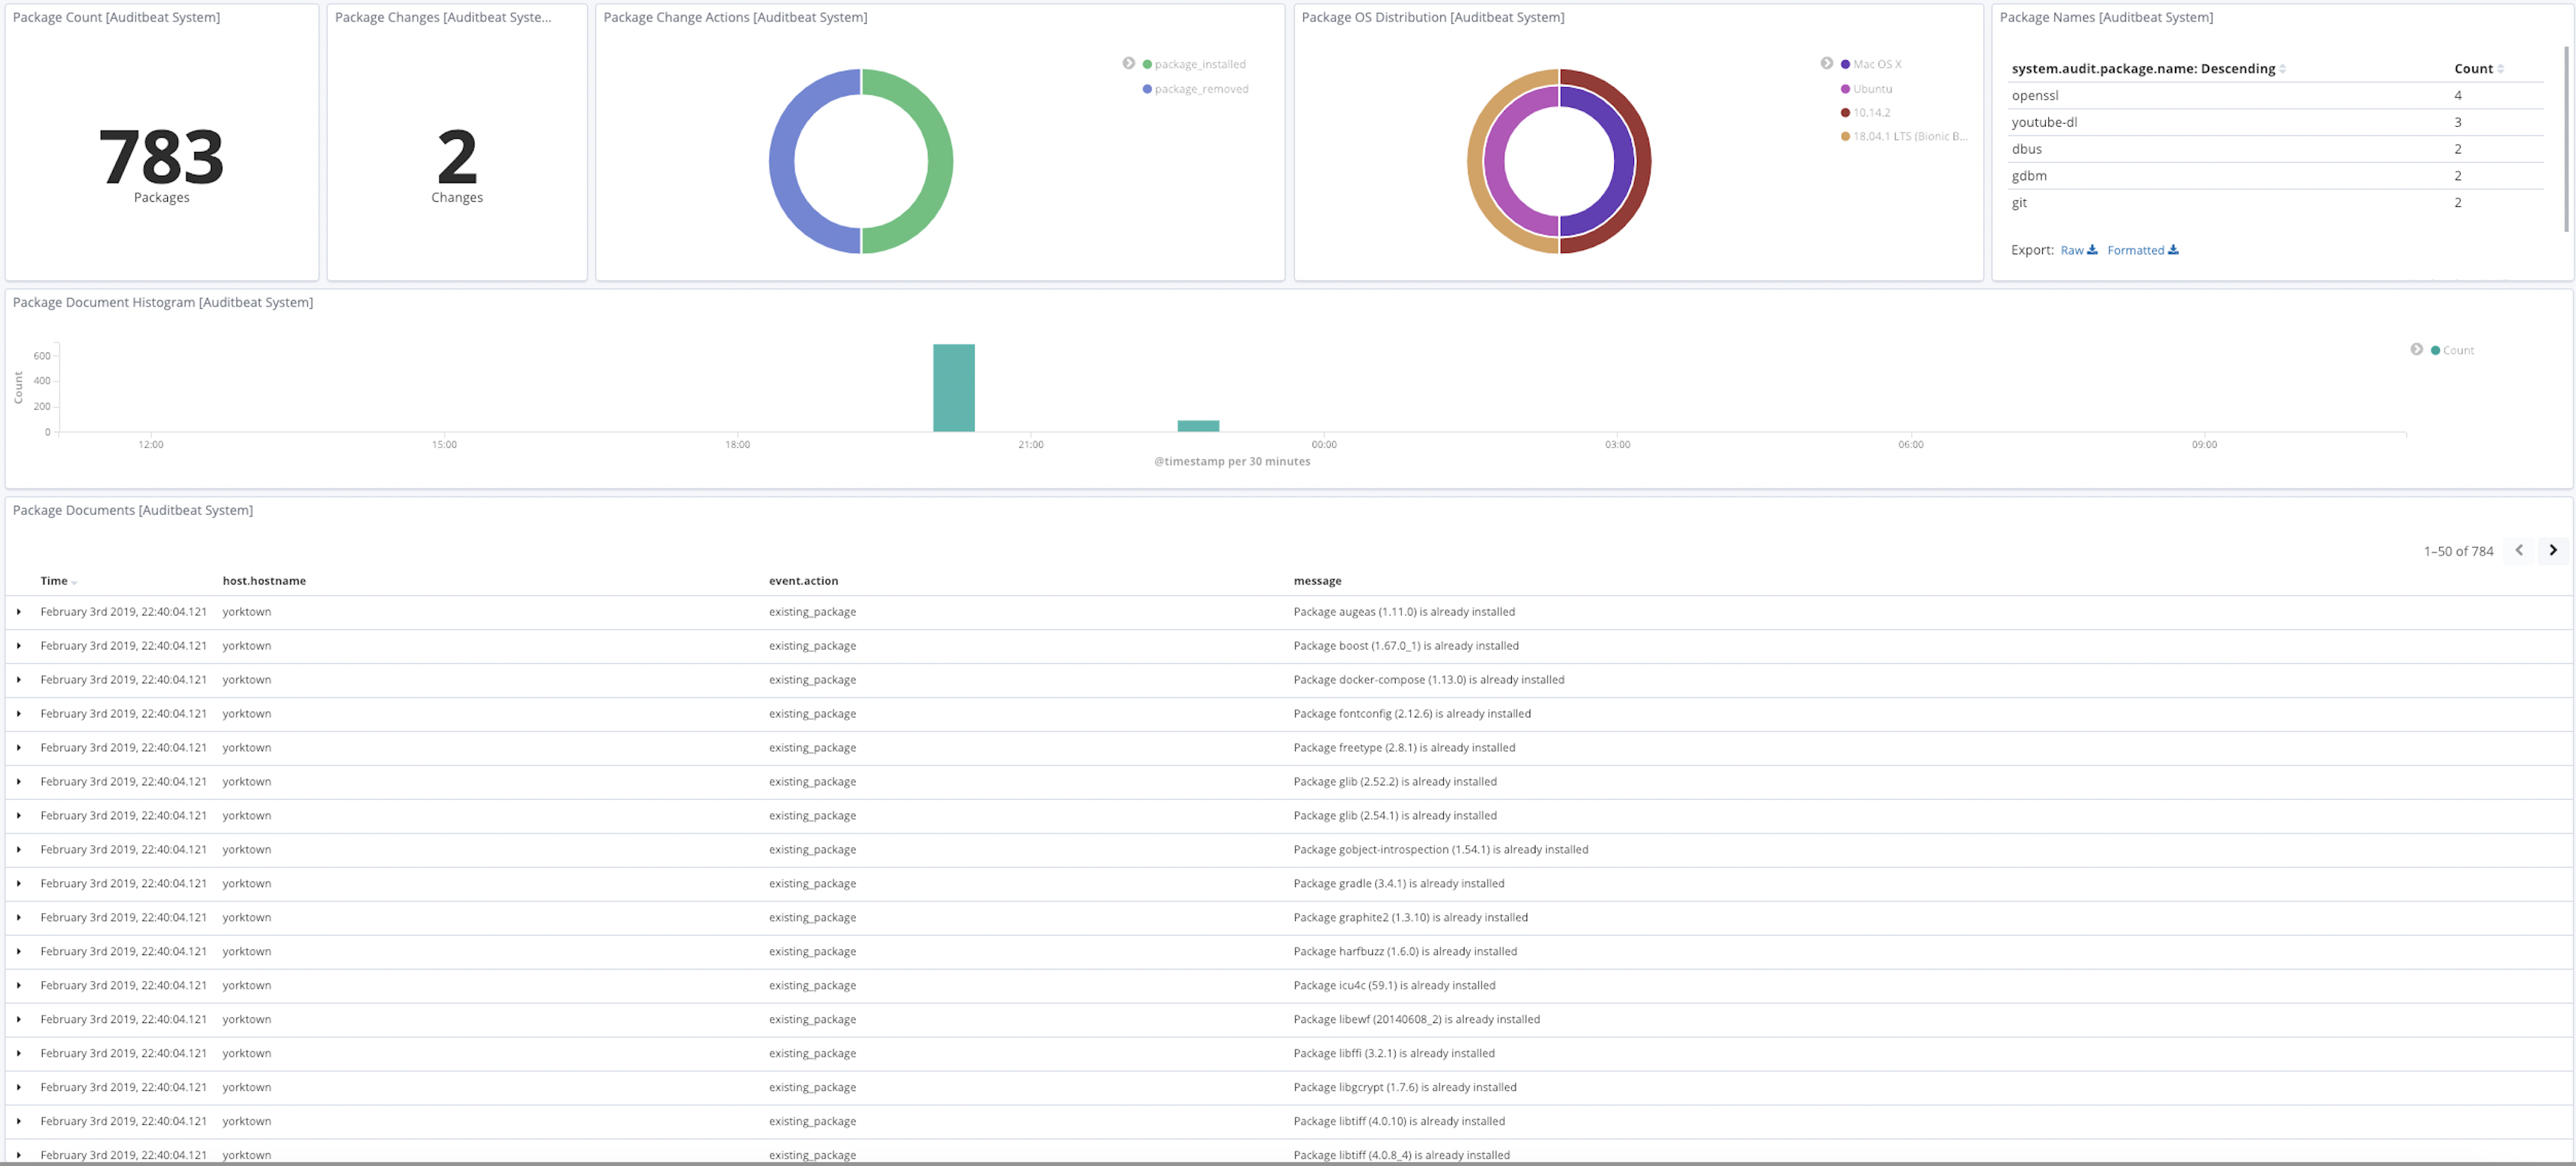 Package Count [Auditbeat System]
783
Packages
Package Changes [Auditbeat Syste...
2
Changes
Package Change Actions [Auditbeat System]
package_installed
package_removed
Package OS Distribution [Auditbeat System]
Mac OS X
Ubuntu
10.14.2
18.04.1 LTS (Bionic B...
Package Names [Auditbeat System]
system.audit.package.name: Descending Count
openssl 4
youtube-dl 3
dbus 2
gdbm 2
git 2
Export: Raw Formatted
Package Document Histogram [Auditbeat System]
Count
600
400
200
0
12:00 15:00 18:00 21:00 00:00 03:00 06:00 09:00
@timestamp per 30 minutes
Count
Package Documents [Auditbeat System]
1–50 of 784
Time host.hostname event.action message
February 3rd 2019, 22:40:04.121 yorktown existing_package Package augeas (1.11.0) is already installed
February 3rd 2019, 22:40:04.121 yorktown existing_package Package boost (1.67.0_1) is already installed
February 3rd 2019, 22:40:04.121 yorktown existing_package Package docker-compose (1.13.0) is already installed
February 3rd 2019, 22:40:04.121 yorktown existing_package Package fontconfig (2.12.6) is already installed
February 3rd 2019, 22:40:04.121 yorktown existing_package Package freetype (2.8.1) is already installed
February 3rd 2019, 22:40:04.121 yorktown existing_package Package glib (2.52.2) is already installed
February 3rd 2019, 22:40:04.121 yorktown existing_package Package glib (2.54.1) is already installed
February 3rd 2019, 22:40:04.121 yorktown existing_package Package gobject-introspection (1.54.1) is already installed
February 3rd 2019, 22:40:04.121 yorktown existing_package Package gradle (3.4.1) is already installed
February 3rd 2019, 22:40:04.121 yorktown existing_package Package graphite2 (1.3.10) is already installed
February 3rd 2019, 22:40:04.121 yorktown existing_package Package harfbuzz (1.6.0) is already installed
February 3rd 2019, 22:40:04.121 yorktown existing_package Package icu4c (59.1) is already installed
February 3rd 2019, 22:40:04.121 yorktown existing_package Package libewf (20140608_2) is already installed
February 3rd 2019, 22:40:04.121 yorktown existing_package Package libffi (3.2.1) is already installed
February 3rd 2019, 22:40:04.121 yorktown existing_package Package libgcrypt (1.7.6) is already installed
February 3rd 2019, 22:40:04.121 yorktown existing_package Package libtiff (4.0.10) is already installed
February 3rd 2019, 22:40:04.121 yorktown existing_package Package libtiff (4.0.8_4) is already installed